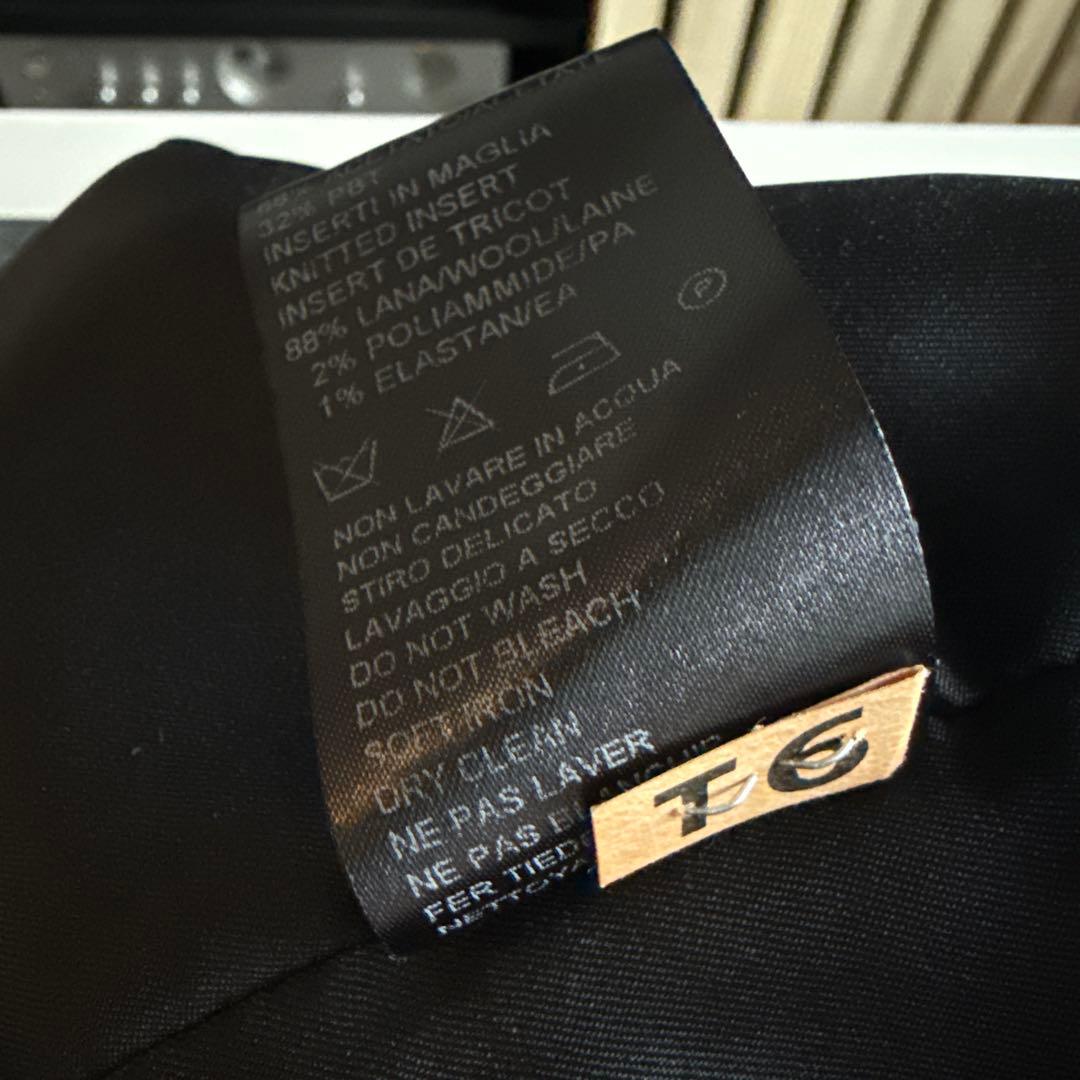 32% PBT
INSERTI IN MAGLIA
KNITTED INSERT
INSERT DE TRICOT
88% LANA/WOOL/LAINE
2% POLIAMMIDE/PA
1% ELASTAN/EA
P
NON LAVARE IN ACQUA
NON CANDEGGIARE
STIRO DELICATO
LAVAGGIO A SECCO
DO NOT WASH
DO NOT BLEACH
SOFT IRON
DRY CLEAN
NE PAS LAVER
NE PAS
FER
T6